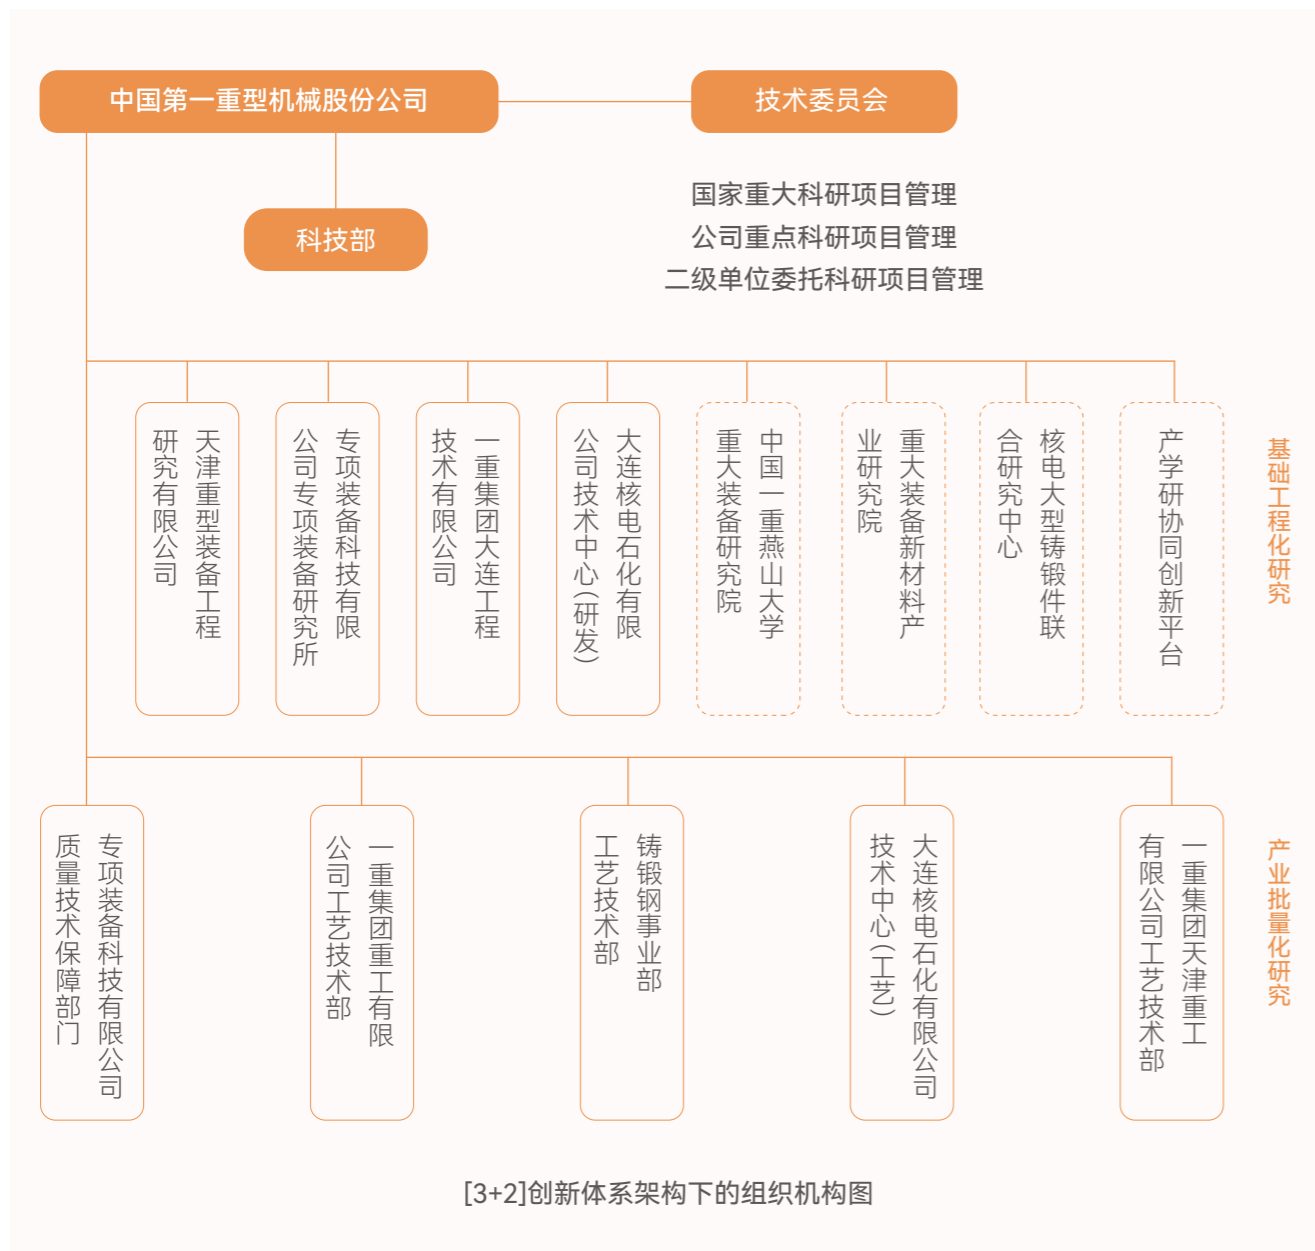 中国第一重型机械股份公司
技术委员会
科技部
国家重大科研项目管理
公司重点科研项目管理
二级单位委托科研项目管理
天津重型装备工程
研究有限公司
专项装备科技有限
公司专项装备研究所
一重集团大连工程
技术有限公司
大连核电石化有限
公司技术中心(研发)
中国一重燕山大学
重大装备研究院
重大装备新材料产
业研究院
核电大型铸锻件联
合研究中心
产学研协同创新平台
基础工程化研究
专项装备科技有限公司
质量技术保障部门
一重集团重工有限
公司工艺技术部
铸锻钢事业部
工艺技术部
大连核电石化有限公司
技术中心(工艺)
一重集团天津重工
有限公司工艺技术部
产业批量化研究
[3+2]创新体系架构下的组织机构图